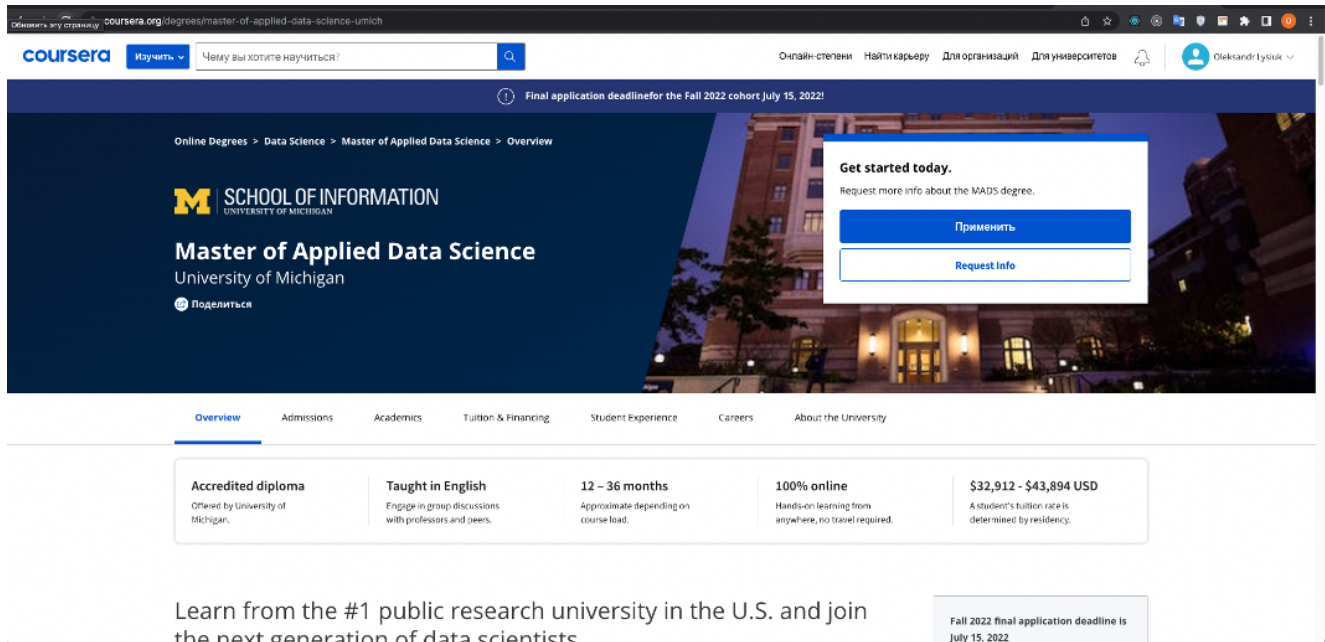 Обновить эту страницу
coursera.org/degrees/master-of-applied-data-science-umich
coursera
Изучить
Чему вы хотите научиться?
Онлайн-степени
Найти карьеру
Для организаций
Для университетов
Oleksandr Lysiuk
Final application deadlinefor the Fall 2022 cohort July 15, 2022!
Online Degrees > Data Science > Master of Applied Data Science > Overview
M SCHOOL OF INFORMATION
UNIVERSITY OF MICHIGAN
Master of Applied Data Science
University of Michigan
Поделиться
Get started today.
Request more info about the MADS degree.
Применить
Request Info
Overview
Admissions
Academics
Tuition & Financing
Student Experience
Careers
About the University
Accredited diploma
Offered by University of
Michigan.
Taught in English
Engage in group discussions
with professors and peers.
12 – 36 months
Approximate depending on
course load.
100% online
Hands-on learning from
anywhere, no travel required.
$32,912 - $43,894 USD
A student's tuition rate is
determined by residency.
Learn from the #1 public research university in the U.S. and join
the next generation of data scientists
Fall 2022 final application deadline is
July 15, 2022